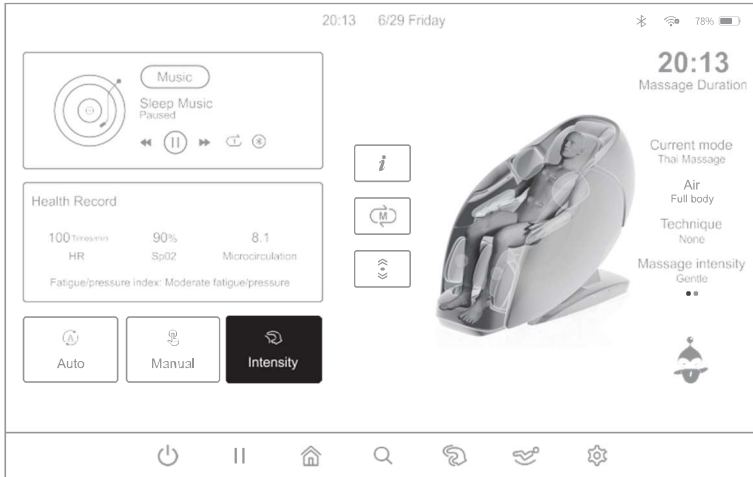 20:13 6/29 Friday 78%
Music
Sleep Music
Paused
Health Record
100 Times/min 90% 8.1
HR Sp02 Microcirculation
Fatigue/pressure index: Moderate fatigue/pressure
A
Auto
Manual
Intensity
i
M
20:13
Massage Duration
Current mode
Thai Massage
Air
Full body
Technique
None
Massage intensity
Gentle